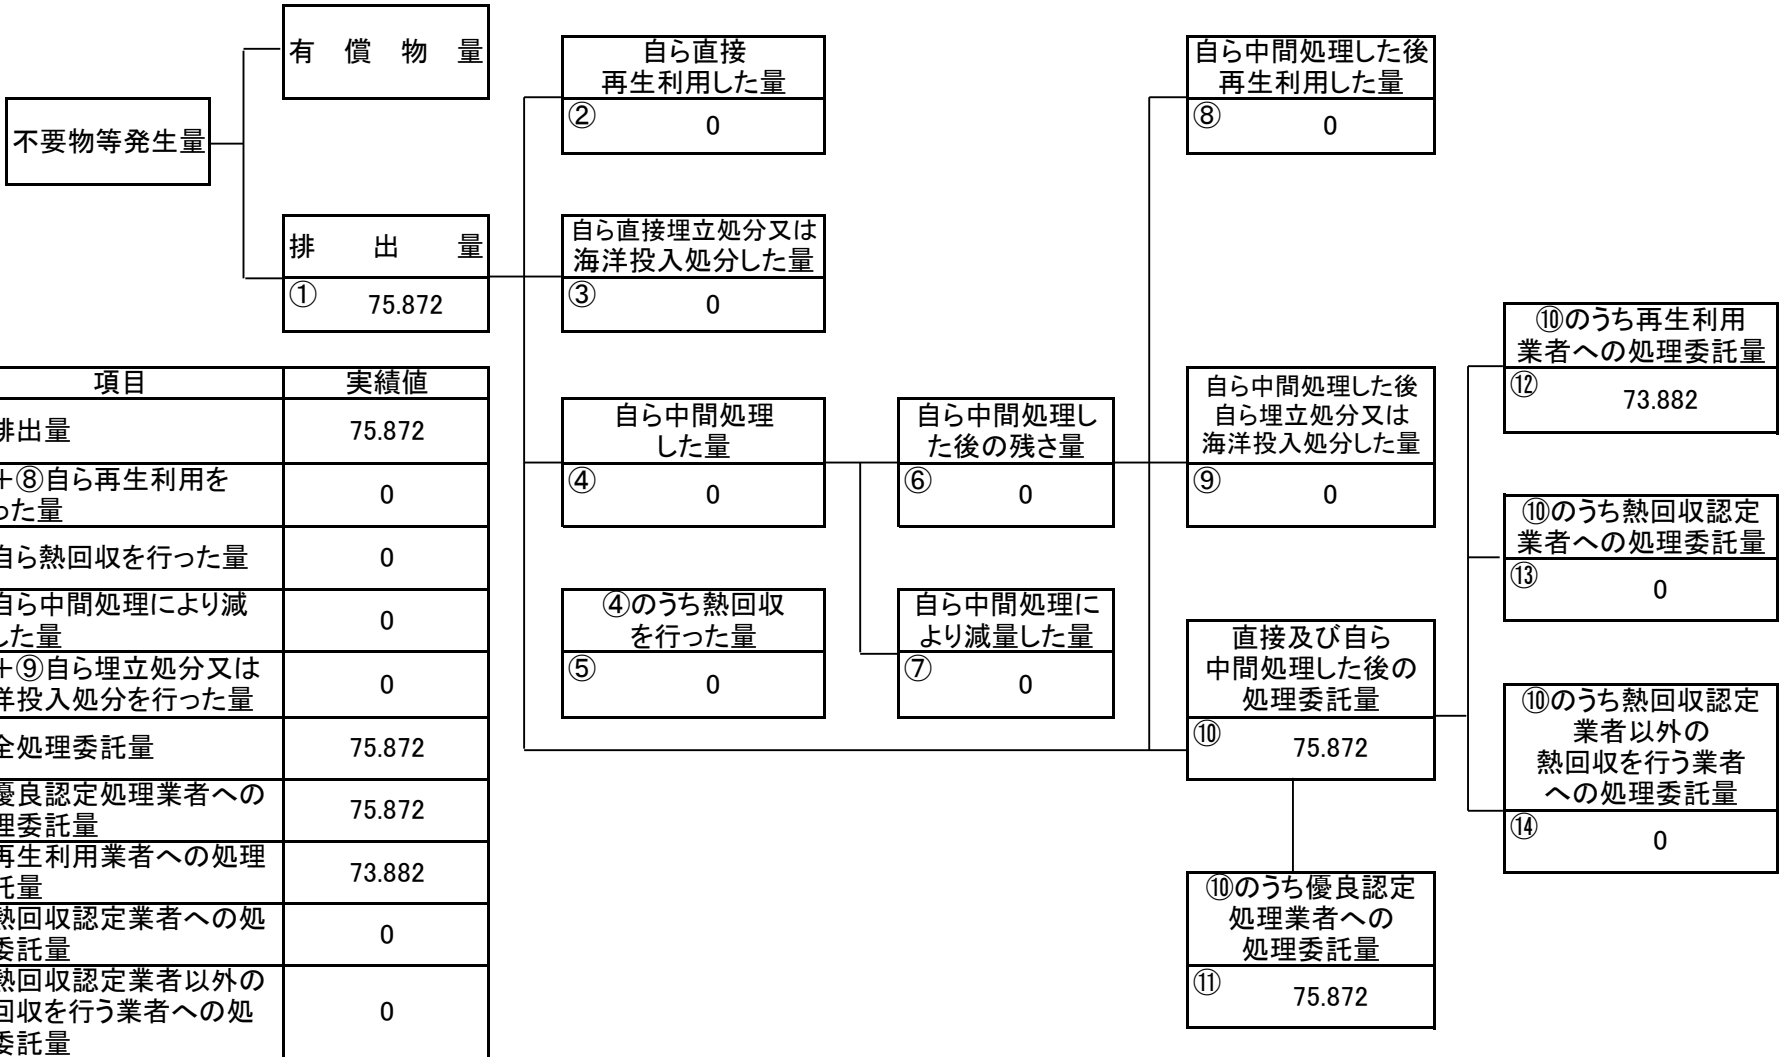 有償物量
不要物等発生量
排出量
①
75.872
自ら直接
再生利用した量
②
0
自ら直接埋立処分又は
海洋投入処分した量
③
0
自ら中間処理
した量
④
0
④のうち熱回収
を行った量
⑤
0
自ら中間処理し
た後の残さ量
⑥
0
自ら中間処理に
より減量した量
⑦
0
自ら中間処理した後
再生利用した量
⑧
0
自ら中間処理した後
自ら埋立処分又は
海洋投入処分した量
⑨
0
直接及び自ら
中間処理した後の
処理委託量
⑩
75.872
⑩のうち優良認定
処理業者への
処理委託量
⑪
75.872
⑩のうち再生利用
業者への処理委託量
⑫
73.882
⑩のうち熱回収認定
業者への処理委託量
⑬
0
⑩のうち熱回収認定
業者以外の
熱回収を行う業者
への処理委託量
⑭
0
項目
実績値
排出量
75.872
+⑧自ら再生利用を
った量
0
自ら熱回収を行った量
0
自ら中間処理により減
した量
0
+⑨自ら埋立処分又は
洋投入処分を行った量
0
全処理委託量
75.872
優良認定処理業者への
理委託量
75.872
再生利用業者への処理
託量
73.882
熱回収認定業者への処
委託量
0
熱回収認定業者以外の
回収を行う業者への処
委託量
0